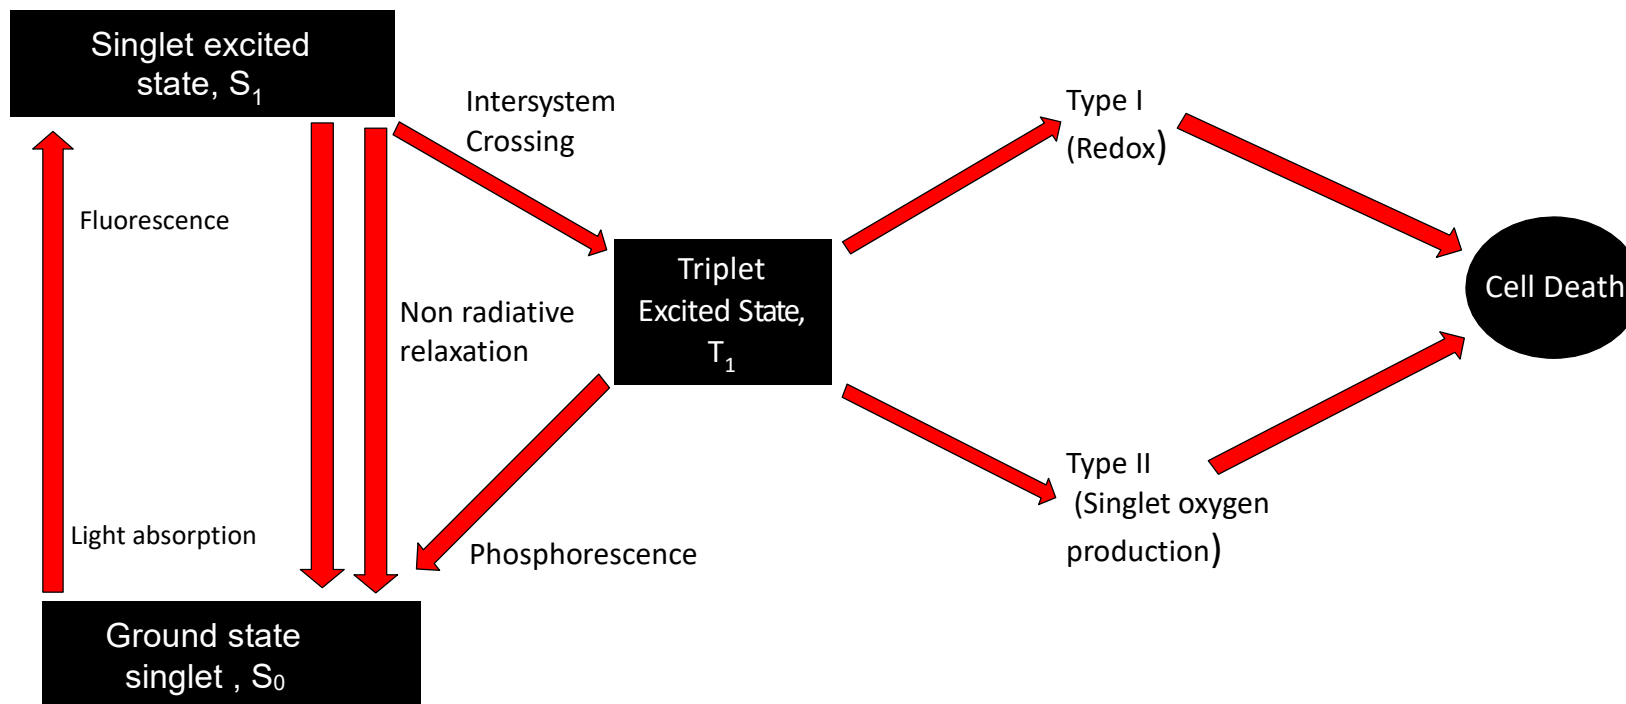 Singlet excited
state, S₁
Intersystem
Crossing
Type I
(Redox)
Fluorescence
Triplet
Excited State,
T₁
Cell Death
Non radiative
relaxation
Light absorption
Phosphorescence
Type II
(Singlet oxygen
production)
Ground state
singlet , S₀